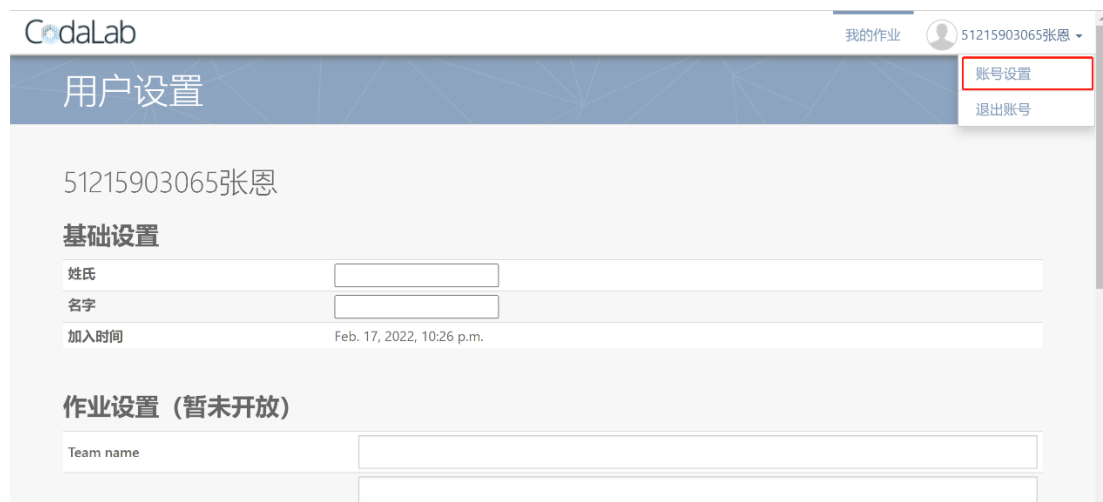 CodaLab
我的作业
51215903065张恩
账号设置
退出账号
用户设置
51215903065张恩
基础设置
姓氏
名字
加入时间 Feb. 17, 2022, 10:26 p.m.
作业设置（暂未开放）
Team name